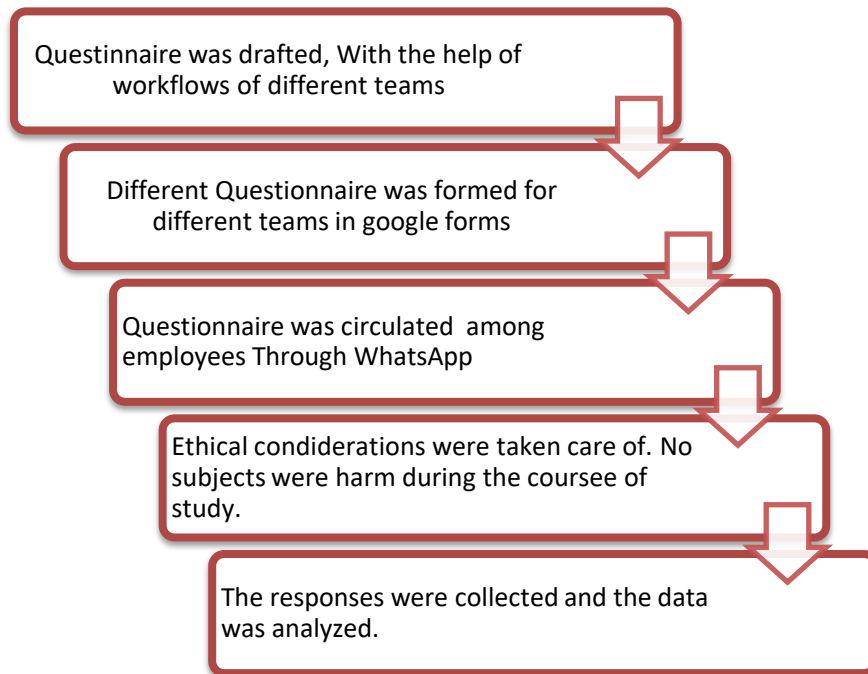 Questinnaire was drafted, With the help of
workflows of different teams
Different Questionnaire was formed for
different teams in google forms
Questionnaire was circulated among
employees Through WhatsApp
Ethical condiderations were taken care of. No
subjects were harm during the coursee of
study.
The responses were collected and the data
was analyzed.